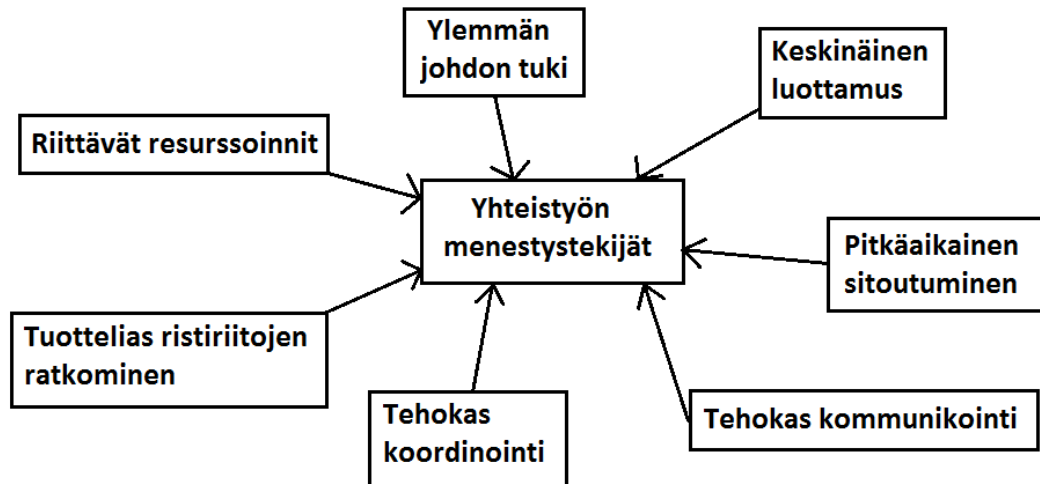 Ylemmän
johdon tuki
Keskinäinen
luottamus
Riittävät resurssoinnit
Yhteistyön
menestystekijät
Pitkäaikainen
sitoutuminen
Tuottelias ristiriitojen
ratkominen
Tehokas
koordinointi
Tehokas kommunikointi